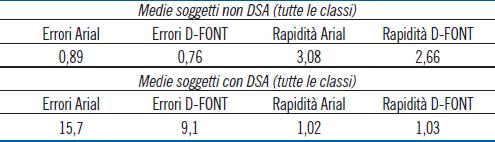 Medie soggetti non DSA (tutte le classi)
Errori Arial Errori D-FONT Rapidità Arial Rapidità D-FONT
0,89 0,76 3,08 2,66
Medie soggetti con DSA (tutte le classi)
Errori Arial Errori D-FONT Rapidità Arial Rapidità D-FONT
15,7 9,1 1,02 1,03